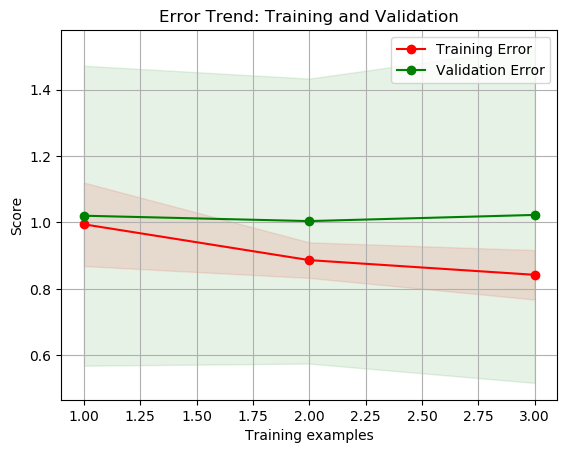 Error Trend: Training and Validation
Training Error
Validation Error
Score
1.4
1.2
1.0
0.8
0.6
1.00 1.25 1.50 1.75 2.00 2.25 2.50 2.75 3.00
Training examples